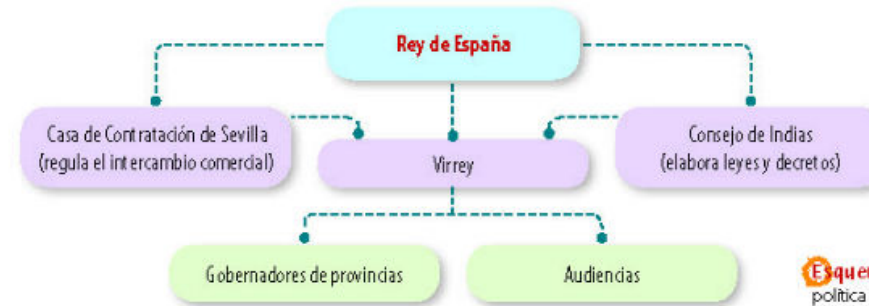 Rey de España
Casa de Contratación de Sevilla
(regula el intercambio comercial)
Virrey
Consejo de Indias
(elabora leyes y decretos)
Gobernadores de provincias
Audiencias
política